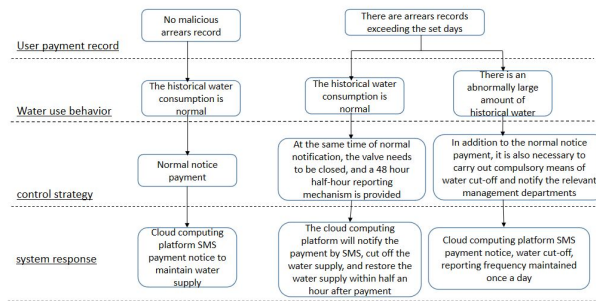 No malicious
arrears record
There are arrears records
exceeding the set days
User payment record
The historical water
consumption is
normal
The historical water
consumption is
normal
There is an
abnormally large
amount of
historical water
Water use behavior
Normal notice
payment
At the same time of normal
notification, the valve needs
to be closed, and a 48 hour
half-hour reporting
mechanism is provided
In addition to the normal notice
payment, it is also necessary to
carry out compulsory means of
water cut-off and notify the relevant
management departments
control strategy
Cloud computing
platform SMS
payment notice to
maintain water
supply
The cloud computing
platform will notify the
payment by SMS, cut off the
water supply, and restore the
water supply within half an
hour after payment
Cloud computing platform SMS
payment notice, water cut-off,
reporting frequency maintained
once a day
system response